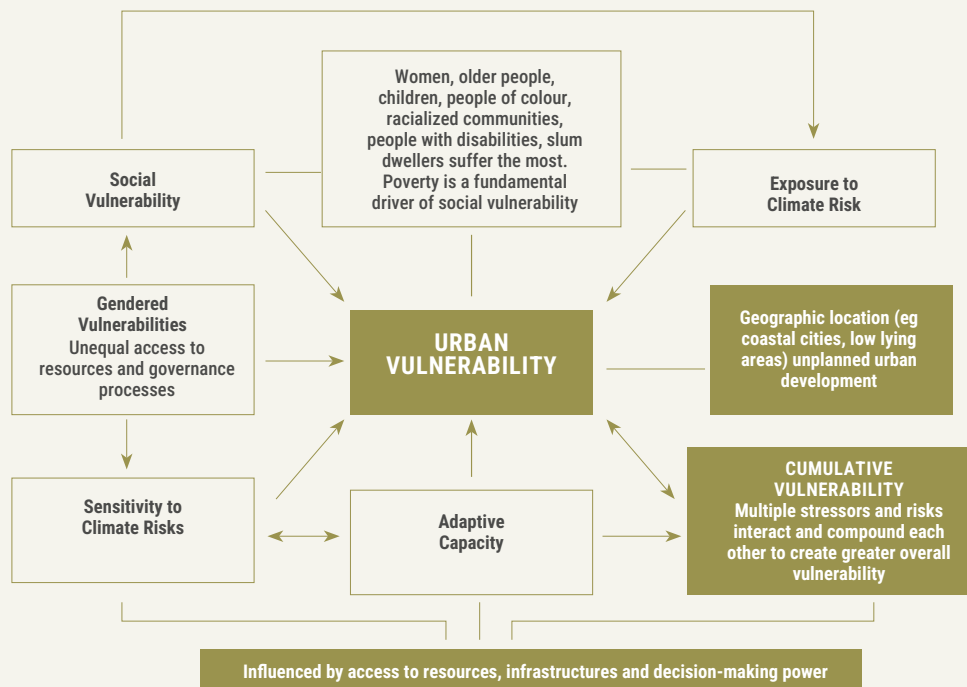 Women, older people,
children, people of colour,
racialized communities,
people with disabilities, slum
dwellers suffer the most.
Poverty is a fundamental
driver of social vulnerability
Social
Vulnerability
Exposure to
Climate Risk
Gendered
Vulnerabilities
Unequal access to
resources and governance
processes
URBAN
VULNERABILITY
Geographic location (eg
coastal cities, low lying
areas) unplanned urban
development
Sensitivity to
Climate Risks
Adaptive
Capacity
CUMULATIVE
VULNERABILITY
Multiple stressors and risks
interact and compound each
other to create greater overall
vulnerability
Influenced by access to resources, infrastructures and decision-making power